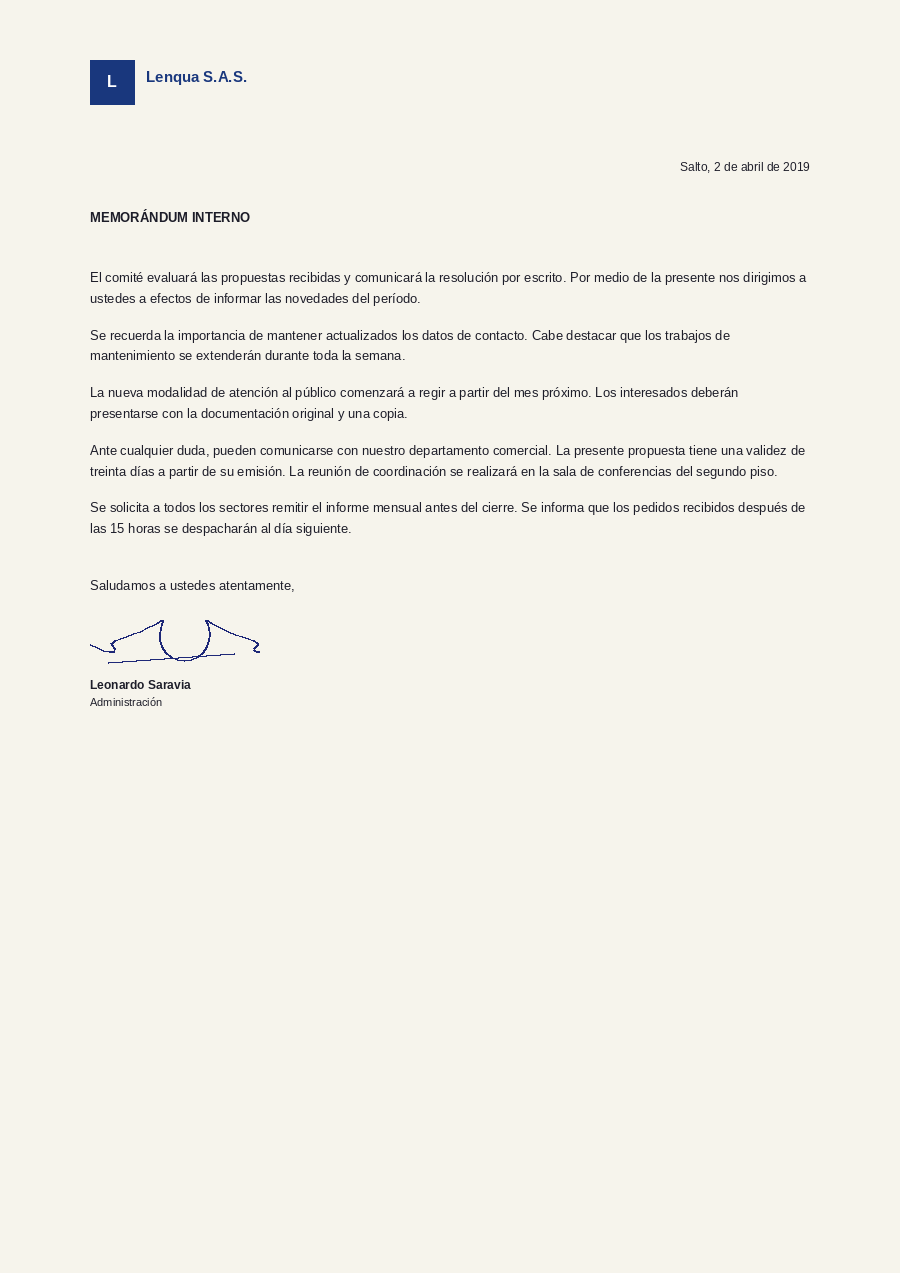 L
Lenqua S.A.S.
Salto, 2 de abril de 2019
MEMORÁNDUM INTERNO
El comité evaluará las propuestas recibidas y comunicará la resolución por escrito. Por medio de la presente nos dirigimos a
ustedes a efectos de informar las novedades del período.
Se recuerda la importancia de mantener actualizados los datos de contacto. Cabe destacar que los trabajos de
mantenimiento se extenderán durante toda la semana.
La nueva modalidad de atención al público comenzará a regir a partir del mes próximo. Los interesados deberán
presentarse con la documentación original y una copia.
Ante cualquier duda, pueden comunicarse con nuestro departamento comercial. La presente propuesta tiene una validez de
treinta días a partir de su emisión. La reunión de coordinación se realizará en la sala de conferencias del segundo piso.
Se solicita a todos los sectores remitir el informe mensual antes del cierre. Se informa que los pedidos recibidos después de
las 15 horas se despacharán al día siguiente.
Saludamos a ustedes atentamente,
Leonardo Saravia
Administración